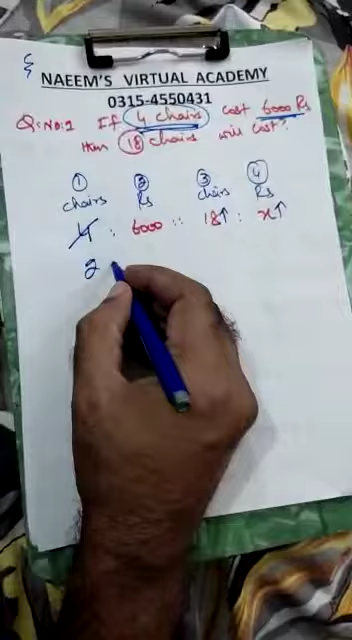 NAEEM'S VIRTUAL ACADEMY
0315-4550431
Q:No:1 If 4 chairs cost 6000 Rs
then 18 chairs will cost?
1 2 3 4
chairs Rs chairs Rs
4 : 6000 :: 18↑ : x↑
2